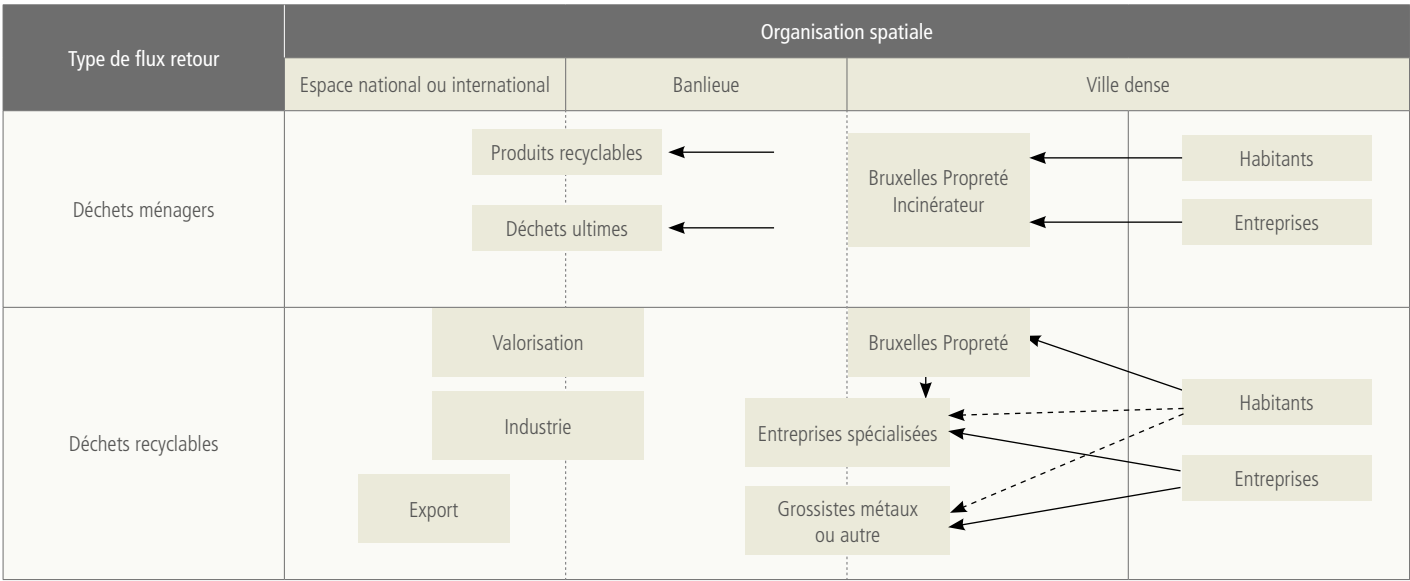 Type de flux retour
Organisation spatiale
Espace national ou international
Banlieue
Ville dense
Déchets ménagers
Produits recyclables
Déchets ultimes
Bruxelles Propreté
Incinérateur
Habitants
Entreprises
Déchets recyclables
Valorisation
Industrie
Export
Bruxelles Propreté
Entreprises spécialisées
Grossistes métaux
ou autre
Habitants
Entreprises